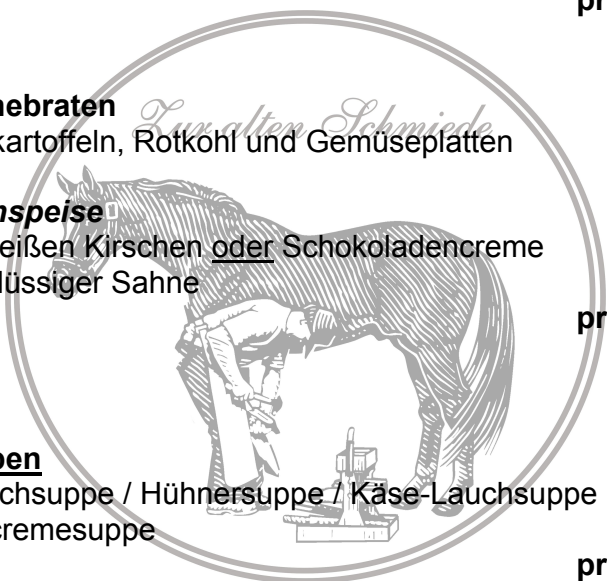 pr
nebraten
kartoffeln, Rotkohl und Gemüseplatten
Zur alten Schmiede
nspeise
eißen Kirschen oder Schokoladencreme
lüssiger Sahne
pr
pen
chsuppe / Hühnersuppe / Käse-Lauchsuppe
cremesuppe
pr